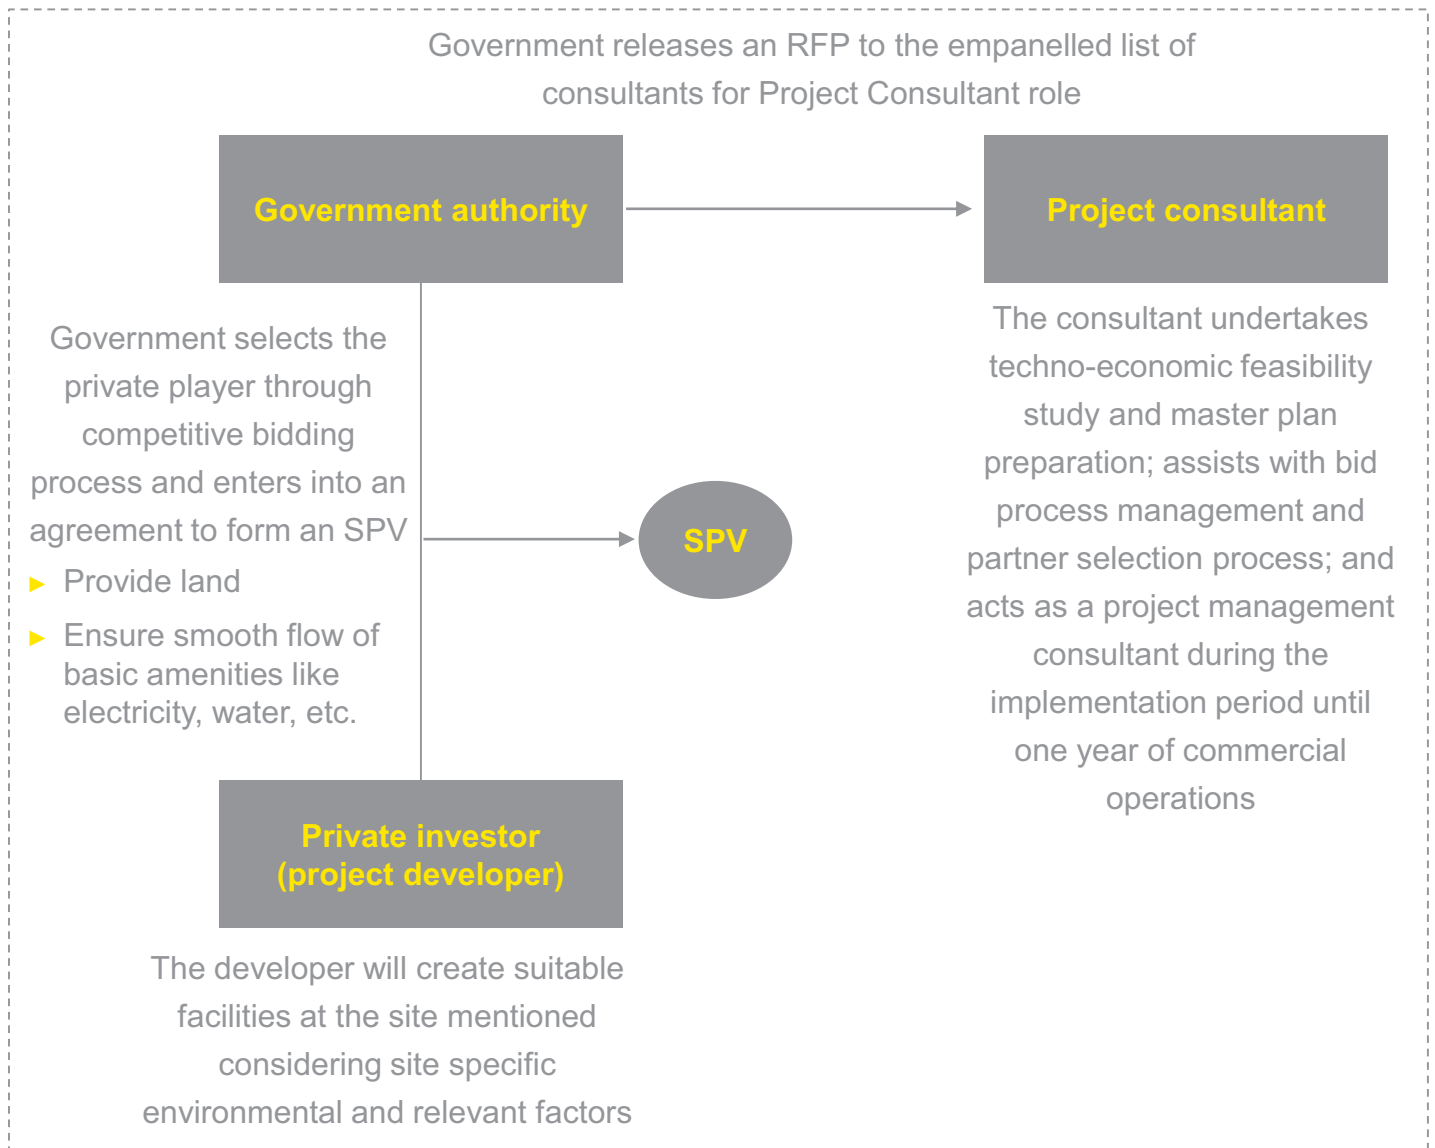 Government releases an RFP to the empanelled list of
consultants for Project Consultant role
Government authority
Project consultant
Government selects the
private player through
competitive bidding
process and enters into an
agreement to form an SPV
► Provide land
► Ensure smooth flow of
basic amenities like
electricity, water, etc.
SPV
The consultant undertakes
techno-economic feasibility
study and master plan
preparation; assists with bid
process management and
partner selection process; and
acts as a project management
consultant during the
implementation period until
one year of commercial
operations
Private investor
(project developer)
The developer will create suitable
facilities at the site mentioned
considering site specific
environmental and relevant factors